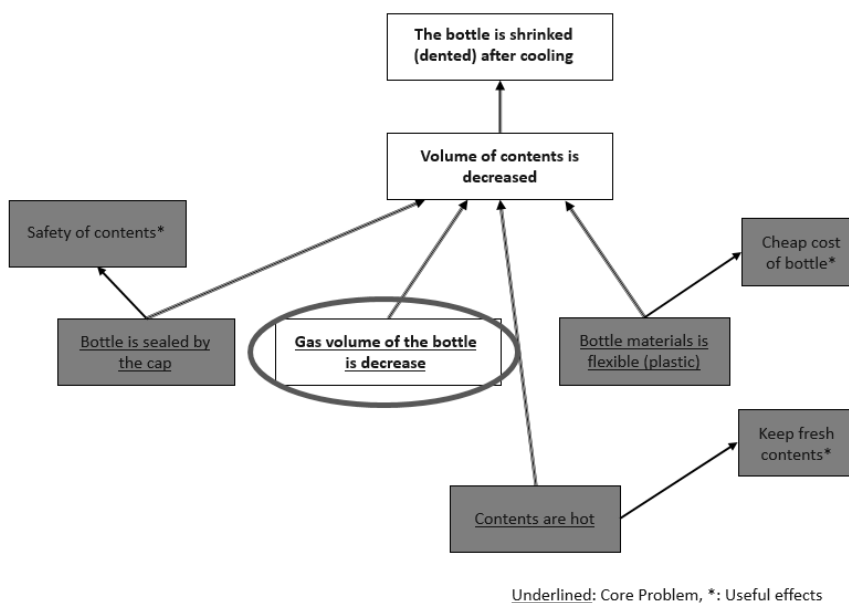 The bottle is shrinked
(dented) after cooling
Volume of contents is
decreased
Safety of contents*
Cheap cost
of bottle*
Bottle is sealed by
the cap
Gas volume of the bottle
is decrease
Bottle materials is
flexible (plastic)
Keep fresh
contents*
Contents are hot
Underlined: Core Problem, *: Useful effects